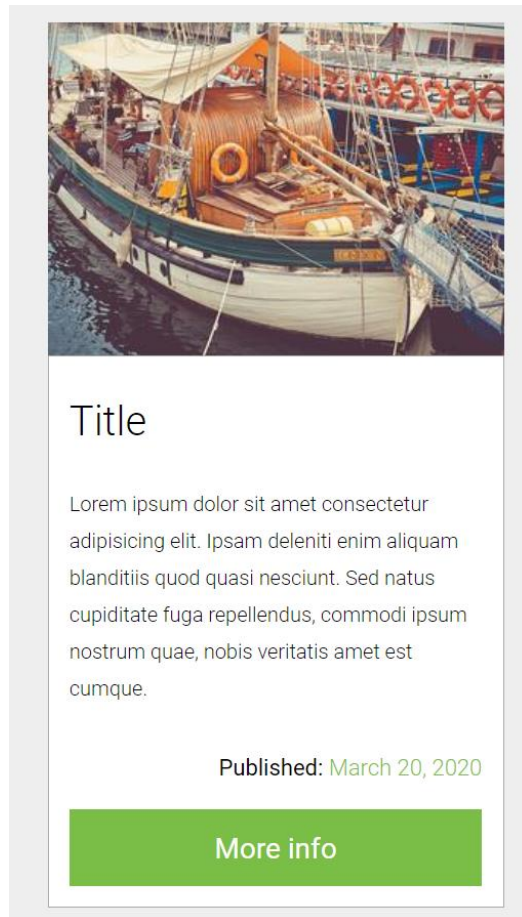 Title
Lorem ipsum dolor sit amet consectetur
adipisicing elit. Ipsam deleniti enim aliquam
blanditiis quod quasi nesciunt. Sed natus
cupiditate fuga repellendus, commodi ipsum
nostrum quae, nobis veritatis amet est
cumque.
Published: March 20, 2020
More info